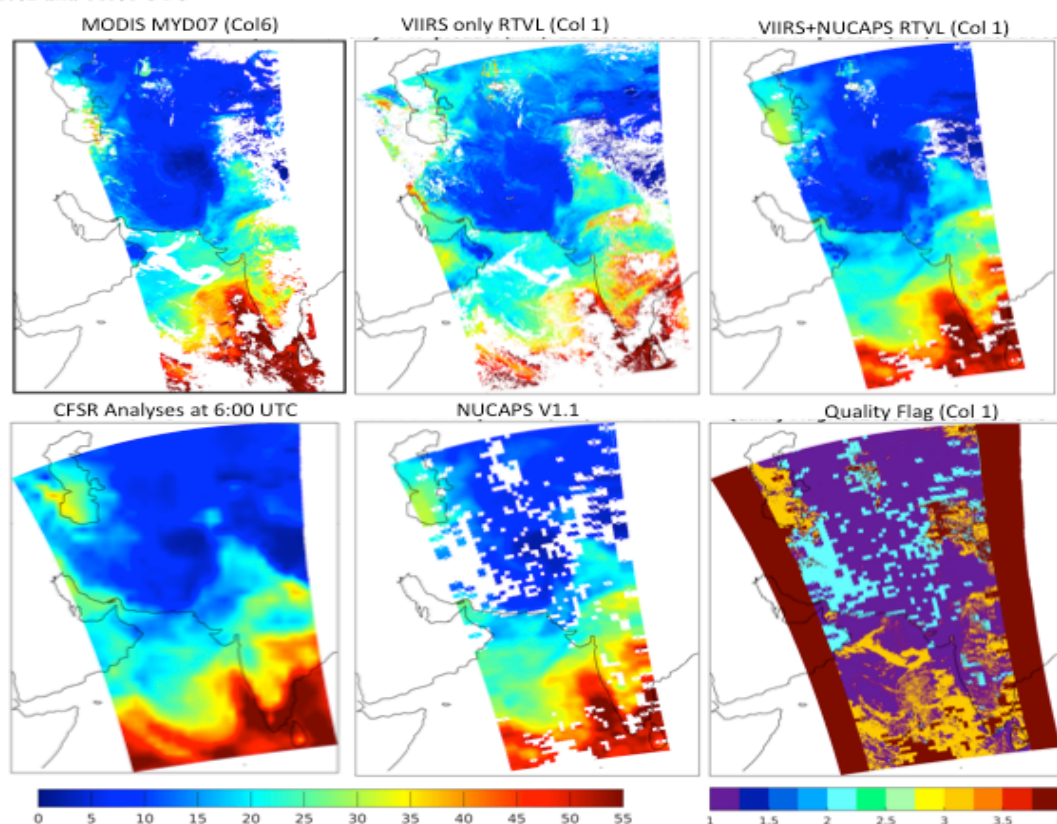 MODIS MYD07 (Col6)
VIIRS only RTVL (Col 1)
VIIRS+NUCAPS RTVL (Col 1)
CFSR Analyses at 6:00 UTC
NUCAPS V1.1
Quality Flag (Col 1)
0 5 10 15 20 25 30 35 40 45 50 55
1 1.5 2 2.5 3 3.5